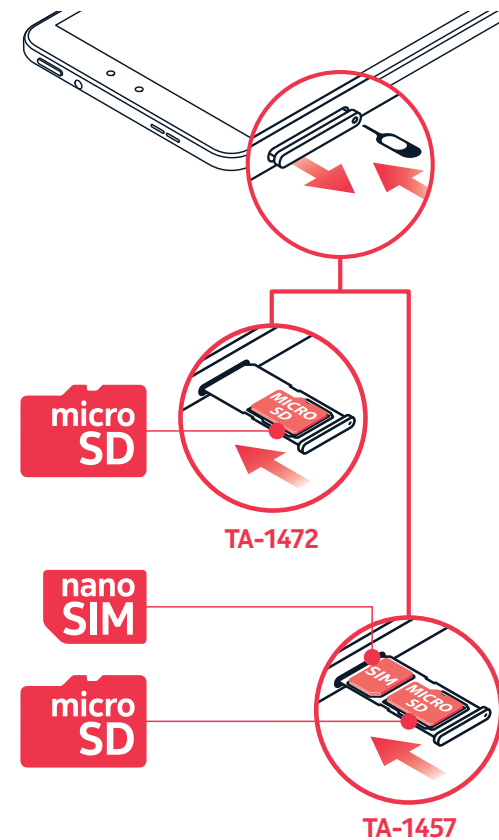 micro
SD
MICRO
SD
TA-1472
nano
SIM
SIM
MICRO
SD
micro
SD
TA-1457